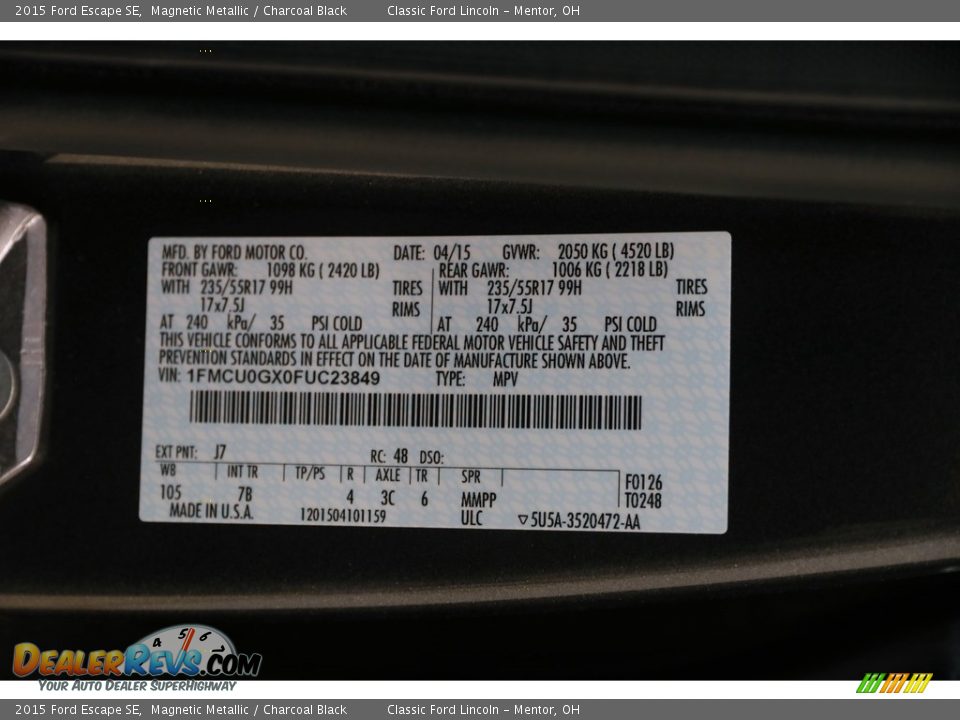 2015 Ford Escape SE, Magnetic Metallic / Charcoal Black Classic Ford Lincoln - Mentor, OH
MFD. BY FORD MOTOR CO. DATE: 04/15 GVWR: 2050 KG ( 4520 LB)
FRONT GAWR: 1098 KG ( 2420 LB) REAR GAWR: 1006 KG ( 2218 LB)
WITH 235/55R17 99H TIRES WITH 235/55R17 99H TIRES
17x7.5J RIMS 17x7.5J RIMS
AT 240 kPa/ 35 PSI COLD AT 240 kPa/ 35 PSI COLD
THIS VEHICLE CONFORMS TO ALL APPLICABLE FEDERAL MOTOR VEHICLE SAFETY AND THEFT
PREVENTION STANDARDS IN EFFECT ON THE DATE OF MANUFACTURE SHOWN ABOVE.
VIN: 1FMCU0GX0FUC23849 TYPE: MPV
EXT PNT: J7 RC: 48 DSO:
WB INT TR TP/PS R AXLE TR SPR F0126
105 7B 4 3C 6 MMPP T0248
MADE IN U.S.A. 1201504101159 ULC ▽5U5A-3520472-AA
4 5 6
DEALERREVS.COM
YOUR AUTO DEALER SUPERHIGHWAY
2015 Ford Escape SE, Magnetic Metallic / Charcoal Black Classic Ford Lincoln - Mentor, OH